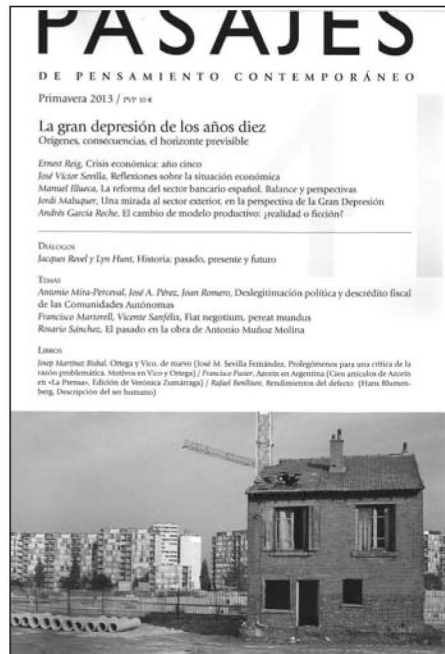 PASAJES
DE PENSAMIENTO CONTEMPORÁNEO
Primavera 2013 / PVP 10 €
La gran depresión de los años diez
Orígenes, consecuencias, el horizonte previsible
Ernest Reig, Crisis económica: año cinco
José Víctor Sevilla, Reflexiones sobre la situación económica
Manuel Illueca, La reforma del sector bancario español. Balance y perspectivas
Jordi Maluquer, Una mirada al sector exterior, en la perspectiva de la Gran Depresión
Andrés García Reche, El cambio de modelo productivo: ¿realidad o ficción?
DIÁLOGOS
Jacques Revel y Lyn Hunt, Historia: pasado, presente y futuro
TEMAS
Antonio Mira-Perceval, José A. Pérez, Joan Romero, Deslegitimación política y descrédito fiscal
de las Comunidades Autónomas
Francisco Martorell, Vicente Sanfélix, Fiat negotium, pereat mundus
Rosario Sánchez, El pasado en la obra de Antonio Muñoz Molina
LIBROS
Josep Martínez Bisbal, Ortega y Vico, de nuevo (José M. Sevilla Fernández, Prolegómenos para una crítica de la
razón problemática. Motivos en Vico y Ortega) / Francisco Fuster, Azorín en Argentina (Cien artículos de Azorín
en «La Prensa», Edición de Verónica Zumárraga) / Rafael Benlliure, Rendimientos del defecto (Hans Blumen-
berg, Descripción del ser humano)